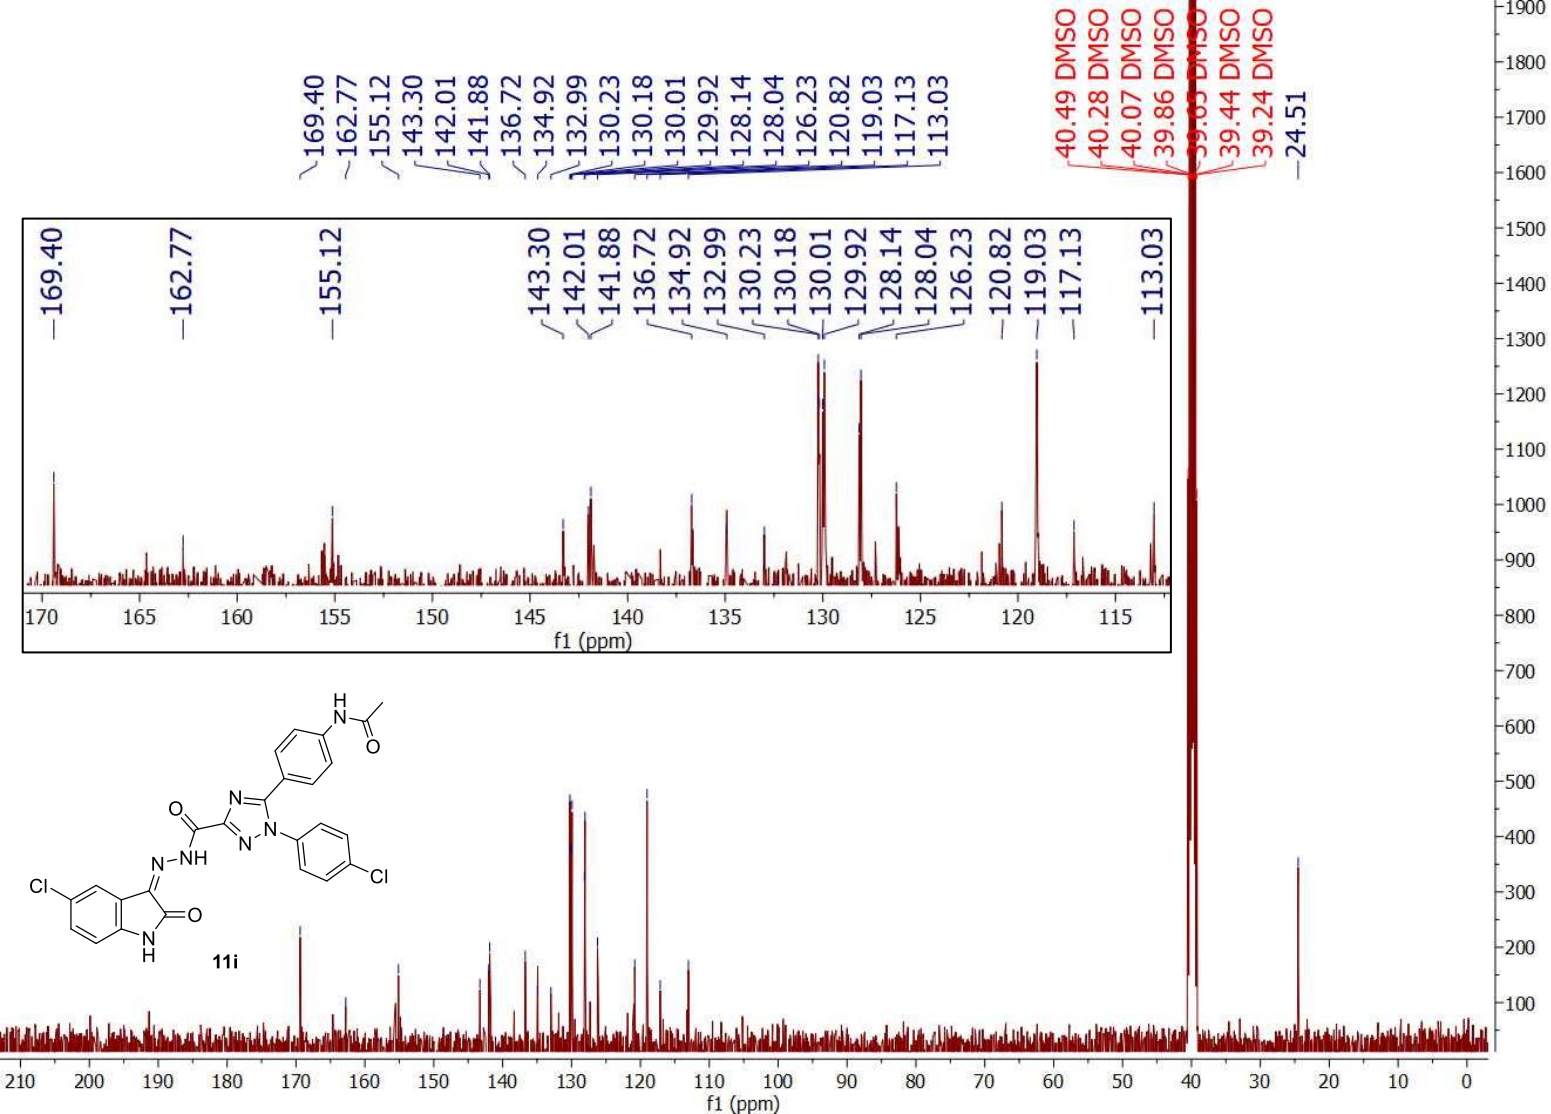 169.40
162.77
155.12
143.30
142.01
141.88
136.72
134.92
132.99
130.23
130.18
130.01
129.92
128.14
128.04
126.23
120.82
119.03
117.13
113.03
40.49 DMSO
40.28 DMSO
40.07 DMSO
39.86 DMSO
39.65 DMSO
39.44 DMSO
39.24 DMSO
24.51
169.40
162.77
155.12
143.30
142.01
141.88
136.72
134.92
132.99
130.23
130.18
130.01
129.92
128.14
128.04
126.23
120.82
119.03
117.13
113.03
170 165 160 155 150 145 140 135 130 125 120 115
f1 (ppm)
1900
1800
1700
1600
1500
1400
1300
1200
1100
1000
900
800
700
600
500
400
300
200
100
H
N
O
N
O
N
N
N
N
NH
Cl
Cl
O
N
H
11i
210 200 190 180 170 160 150 140 130 120 110 100 90 80 70 60 50 40 30 20 10 0
f1 (ppm)